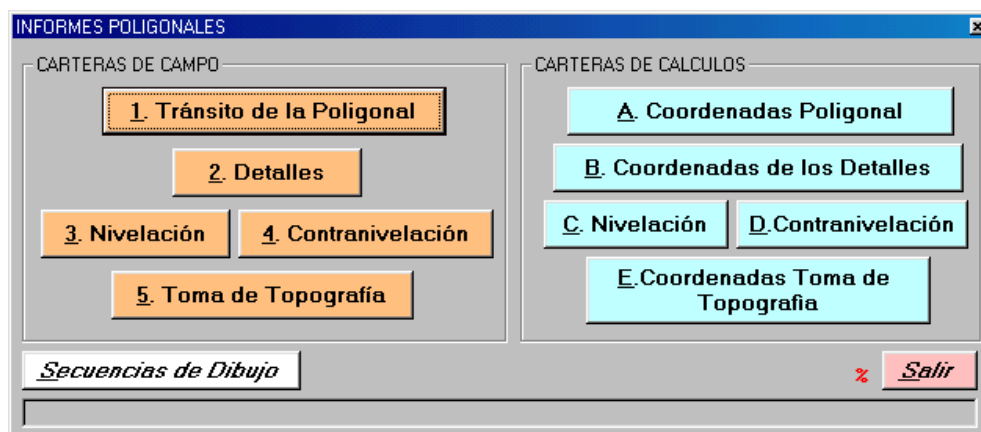 INFORMES POLIGONALES
CARTERAS DE CAMPO
1. Tránsito de la Poligonal
2. Detalles
3. Nivelación
4. Contranivelación
5. Toma de Topografía
CARTERAS DE CALCULOS
A. Coordenadas Poligonal
B. Coordenadas de los Detalles
C. Nivelación
D.Contranivelación
E.Coordenadas Toma de
Topografia
Secuencias de Dibujo
%
Salir